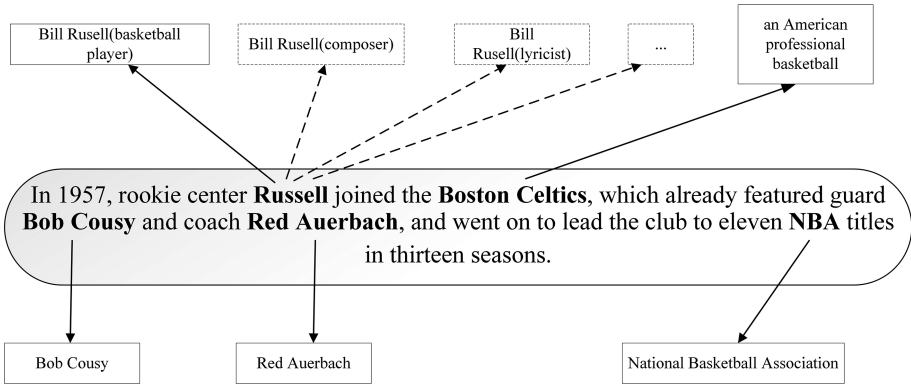 Bill Rusell(basketball
player)
Bill Rusell(composer)
Bill
Rusell(lyricist)
...
an American
professional
basketball
In 1957, rookie center Russell joined the Boston Celtics, which already featured guard
Bob Cousy and coach Red Auerbach, and went on to lead the club to eleven NBA titles
in thirteen seasons.
Bob Cousy
Red Auerbach
National Basketball Association